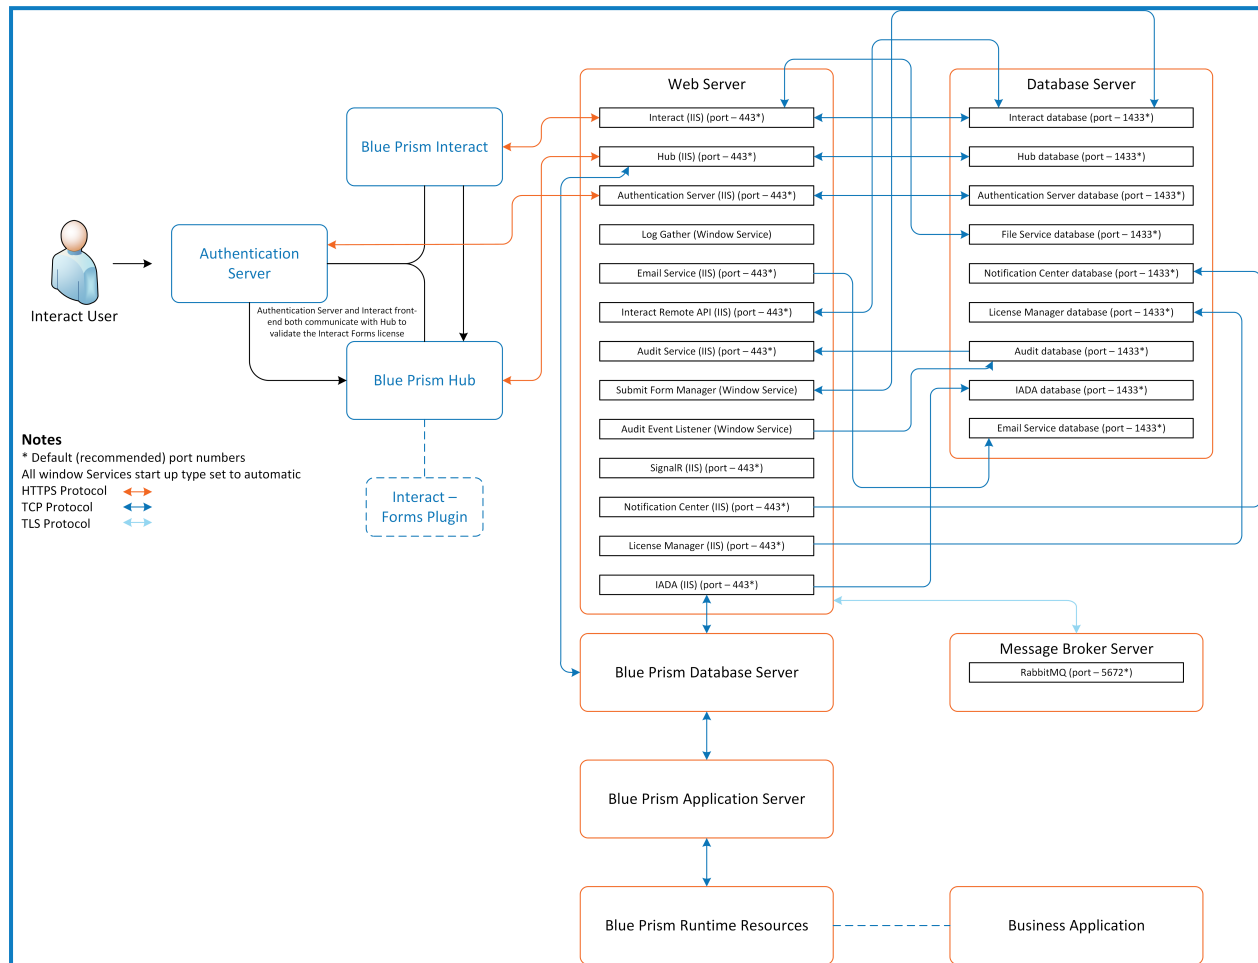 Web Server
Interact (IIS) (port – 443*)
Hub (IIS) (port – 443*)
Authentication Server (IIS) (port – 443*)
Log Gather (Window Service)
Email Service (IIS) (port – 443*)
Interact Remote API (IIS) (port – 443*)
Audit Service (IIS) (port – 443*)
Submit Form Manager (Window Service)
Audit Event Listener (Window Service)
SignalR (IIS) (port – 443*)
Notification Center (IIS) (port – 443*)
License Manager (IIS) (port – 443*)
IADA (IIS) (port – 443*)
Database Server
Interact database (port – 1433*)
Hub database (port – 1433*)
Authentication Server database (port – 1433*)
File Service database (port – 1433*)
Notification Center database (port – 1433*)
License Manager database (port – 1433*)
Audit database (port – 1433*)
IADA database (port – 1433*)
Email Service database (port – 1433*)
Blue Prism Interact
Authentication
Server
Interact User
Authentication Server and Interact front-
end both communicate with Hub to
validate the Interact Forms license
Blue Prism Hub
Interact –
Forms Plugin
Notes
* Default (recommended) port numbers
All window Services start up type set to automatic
HTTPS Protocol
TCP Protocol
TLS Protocol
Blue Prism Database Server
Message Broker Server
RabbitMQ (port – 5672*)
Blue Prism Application Server
Blue Prism Runtime Resources
Business Application